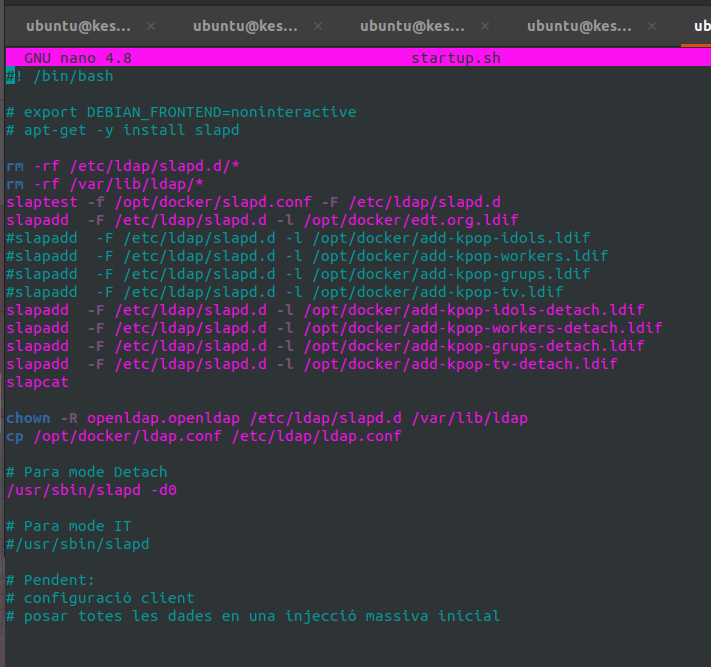 ubuntu@kes... × ubuntu@kes... × ubuntu@kes... × ubuntu@kes... × ub
GNU nano 4.8 startup.sh
#! /bin/bash
# export DEBIAN_FRONTEND=noninteractive
# apt-get -y install slapd
rm -rf /etc/ldap/slapd.d/*
rm -rf /var/lib/ldap/*
slaptest -f /opt/docker/slapd.conf -F /etc/ldap/slapd.d
slapadd  -F /etc/ldap/slapd.d -l /opt/docker/edt.org.ldif
#slapadd  -F /etc/ldap/slapd.d -l /opt/docker/add-kpop-idols.ldif
#slapadd  -F /etc/ldap/slapd.d -l /opt/docker/add-kpop-workers.ldif
#slapadd  -F /etc/ldap/slapd.d -l /opt/docker/add-kpop-grups.ldif
#slapadd  -F /etc/ldap/slapd.d -l /opt/docker/add-kpop-tv.ldif
slapadd  -F /etc/ldap/slapd.d -l /opt/docker/add-kpop-idols-detach.ldif
slapadd  -F /etc/ldap/slapd.d -l /opt/docker/add-kpop-workers-detach.ldif
slapadd  -F /etc/ldap/slapd.d -l /opt/docker/add-kpop-grups-detach.ldif
slapadd  -F /etc/ldap/slapd.d -l /opt/docker/add-kpop-tv-detach.ldif
slapcat
chown -R openldap.openldap /etc/ldap/slapd.d /var/lib/ldap
cp /opt/docker/ldap.conf /etc/ldap/ldap.conf
# Para mode Detach
/usr/sbin/slapd -d0
# Para mode IT
#/usr/sbin/slapd
# Pendent:
# configuració client
# posar totes les dades en una injecció massiva inicial